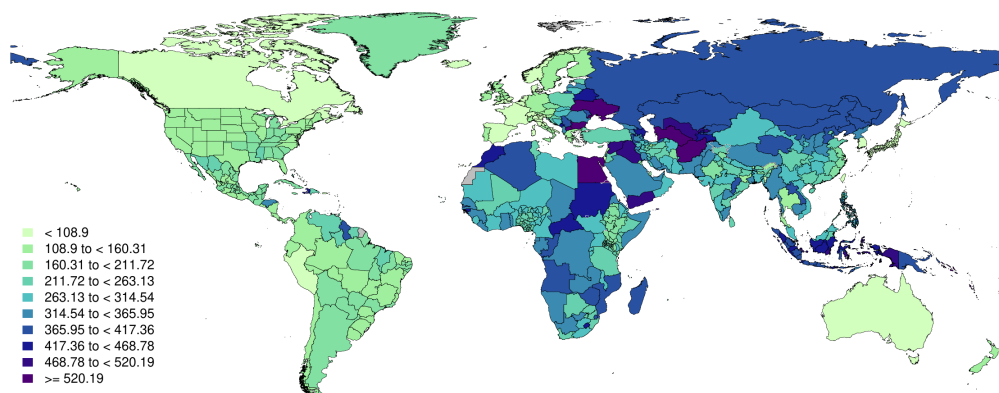 < 108.9
108.9 to < 160.31
160.31 to < 211.72
211.72 to < 263.13
263.13 to < 314.54
314.54 to < 365.95
365.95 to < 417.36
417.36 to < 468.78
468.78 to < 520.19
>= 520.19